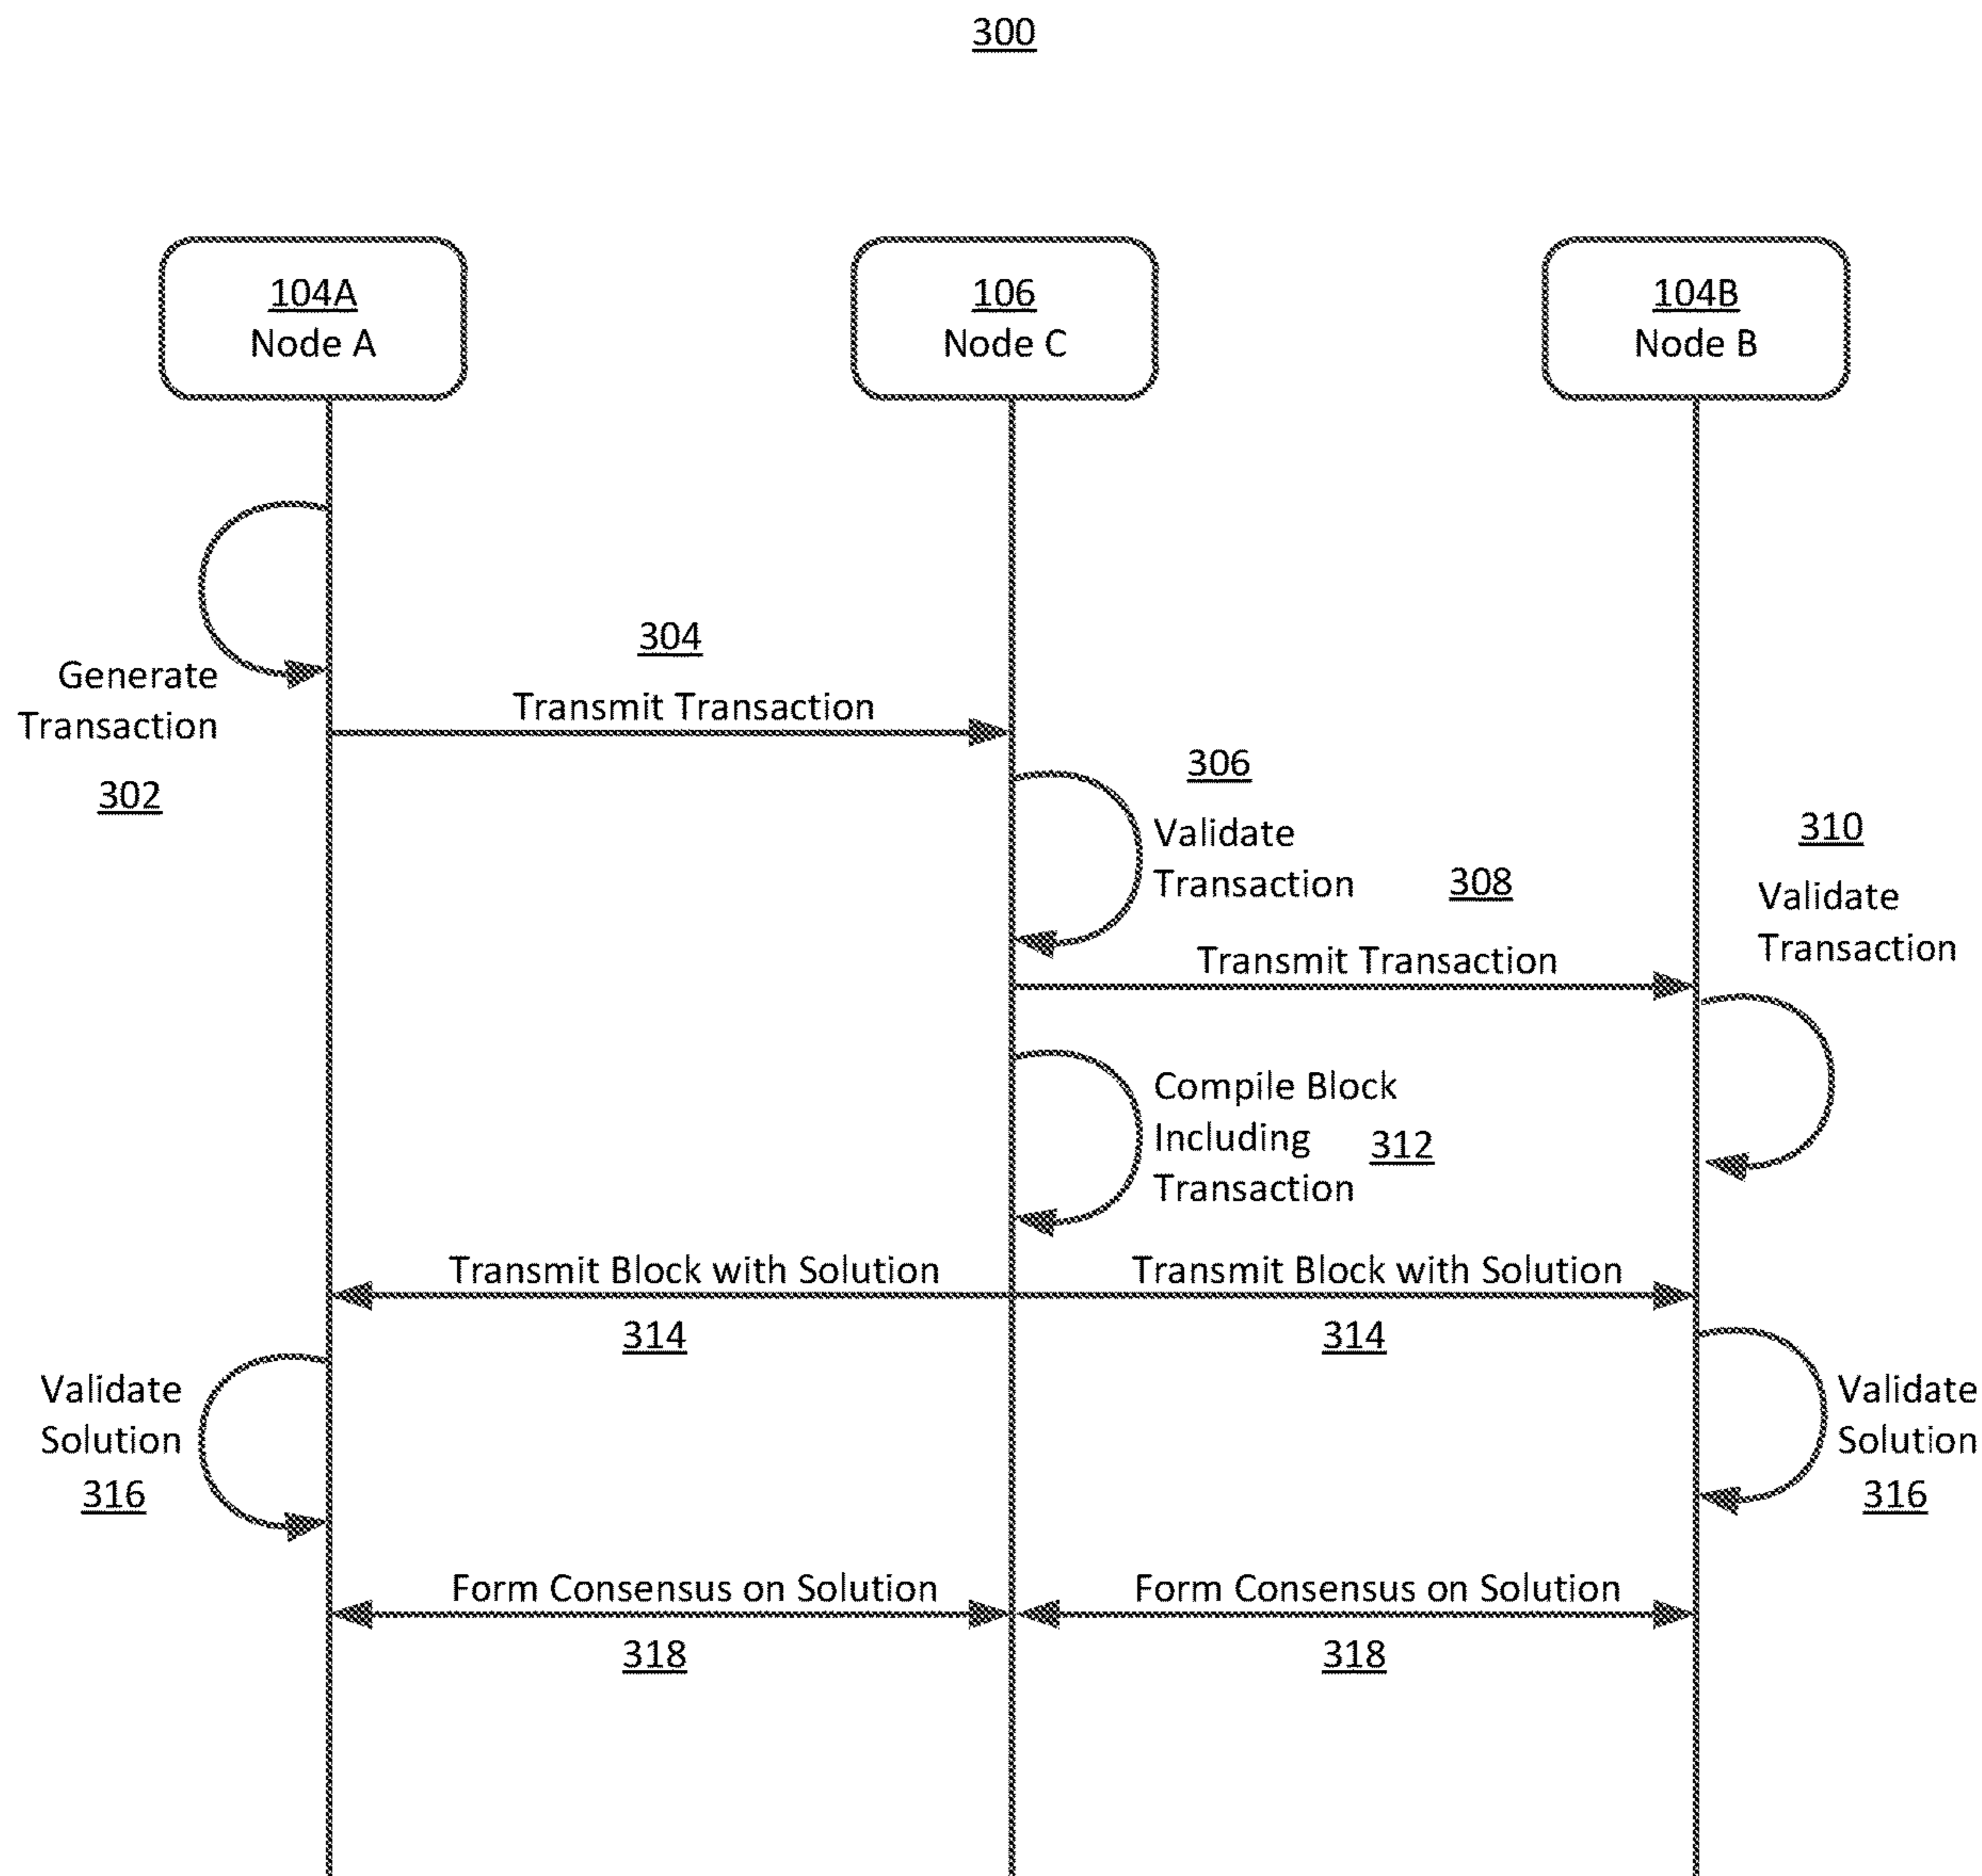 300
104A
Node A
106
Node C
104B
Node B
Generate
Transaction
302
304
Transmit Transaction
306
Validate
Transaction
308
Transmit Transaction
310
Validate
Transaction
Compile Block
Including
Transaction
312
Transmit Block with Solution
314
Transmit Block with Solution
314
Validate
Solution
316
Validate
Solution
316
Form Consensus on Solution
318
Form Consensus on Solution
318